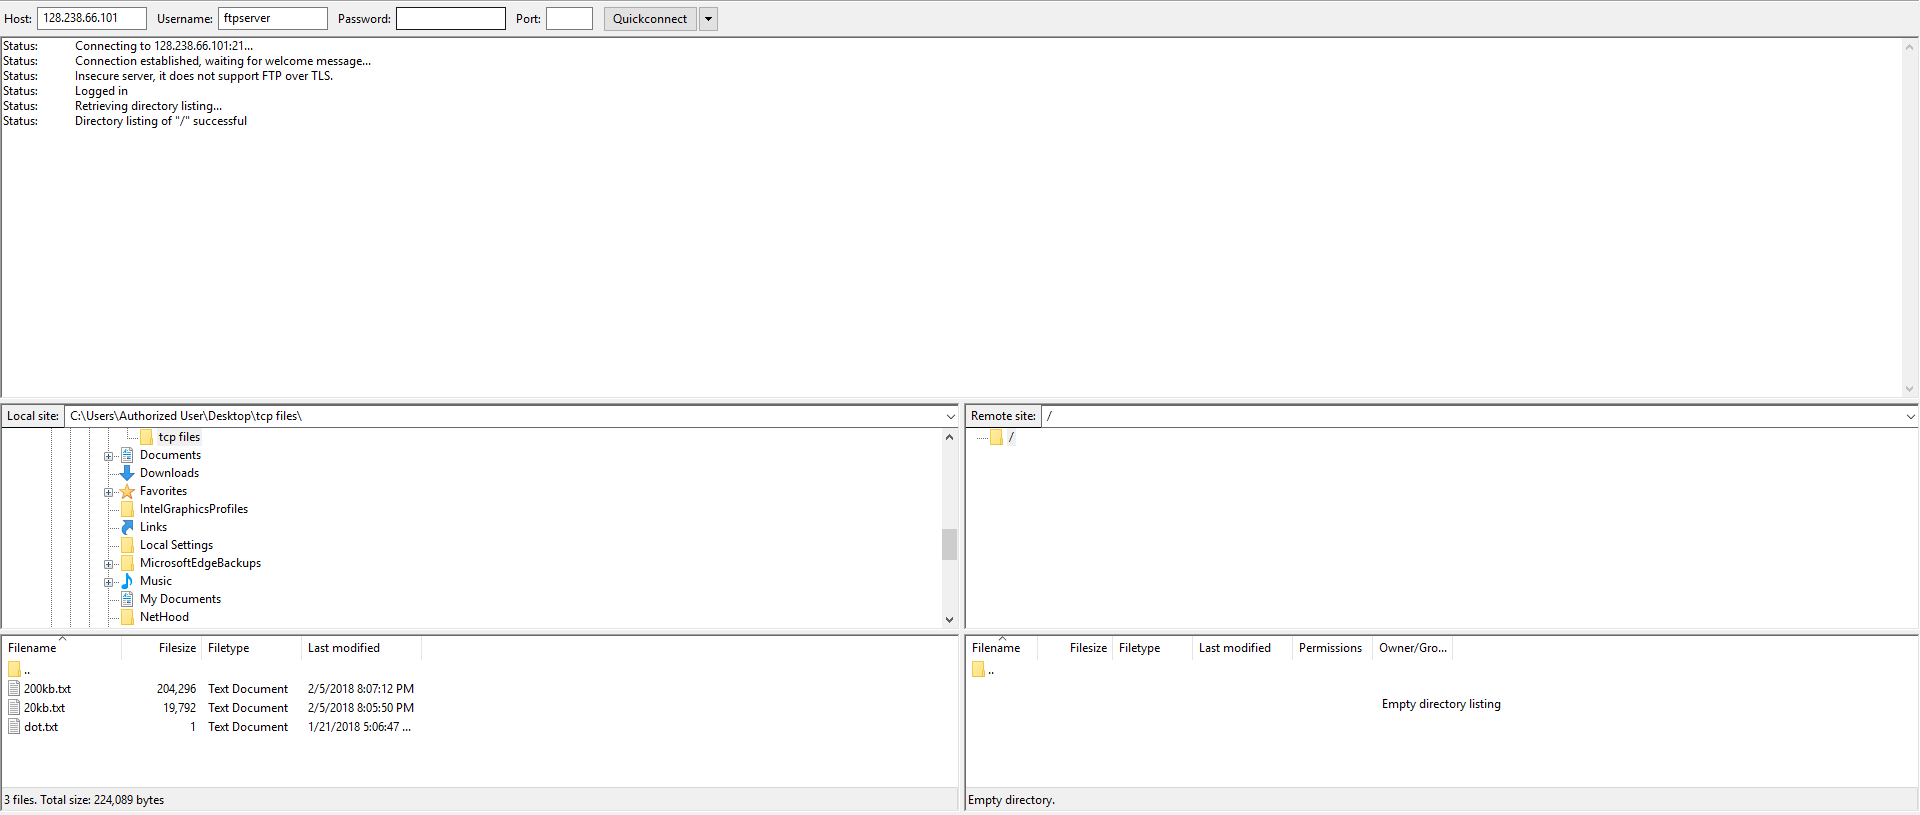 Host: 128.238.66.101 Username: ftpserver Password: Port: Quickconnect
Status: Connecting to 128.238.66.101:21...
Status: Connection established, waiting for welcome message...
Status: Insecure server, it does not support FTP over TLS.
Status: Logged in
Status: Retrieving directory listing...
Status: Directory listing of "/" successful
Local site: C:\Users\Authorized User\Desktop\tcp files\
tcp files
Documents
Downloads
Favorites
IntelGraphicsProfiles
Links
Local Settings
MicrosoftEdgeBackups
Music
My Documents
NetHood
Filename Filesize Filetype Last modified
..
200kb.txt 204,296 Text Document 2/5/2018 8:07:12 PM
20kb.txt 19,792 Text Document 2/5/2018 8:05:50 PM
dot.txt 1 Text Document 1/21/2018 5:06:47 ...
3 files. Total size: 224,089 bytes
Remote site: /
/
Filename Filesize Filetype Last modified Permissions Owner/Gro...
..
Empty directory listing
Empty directory.